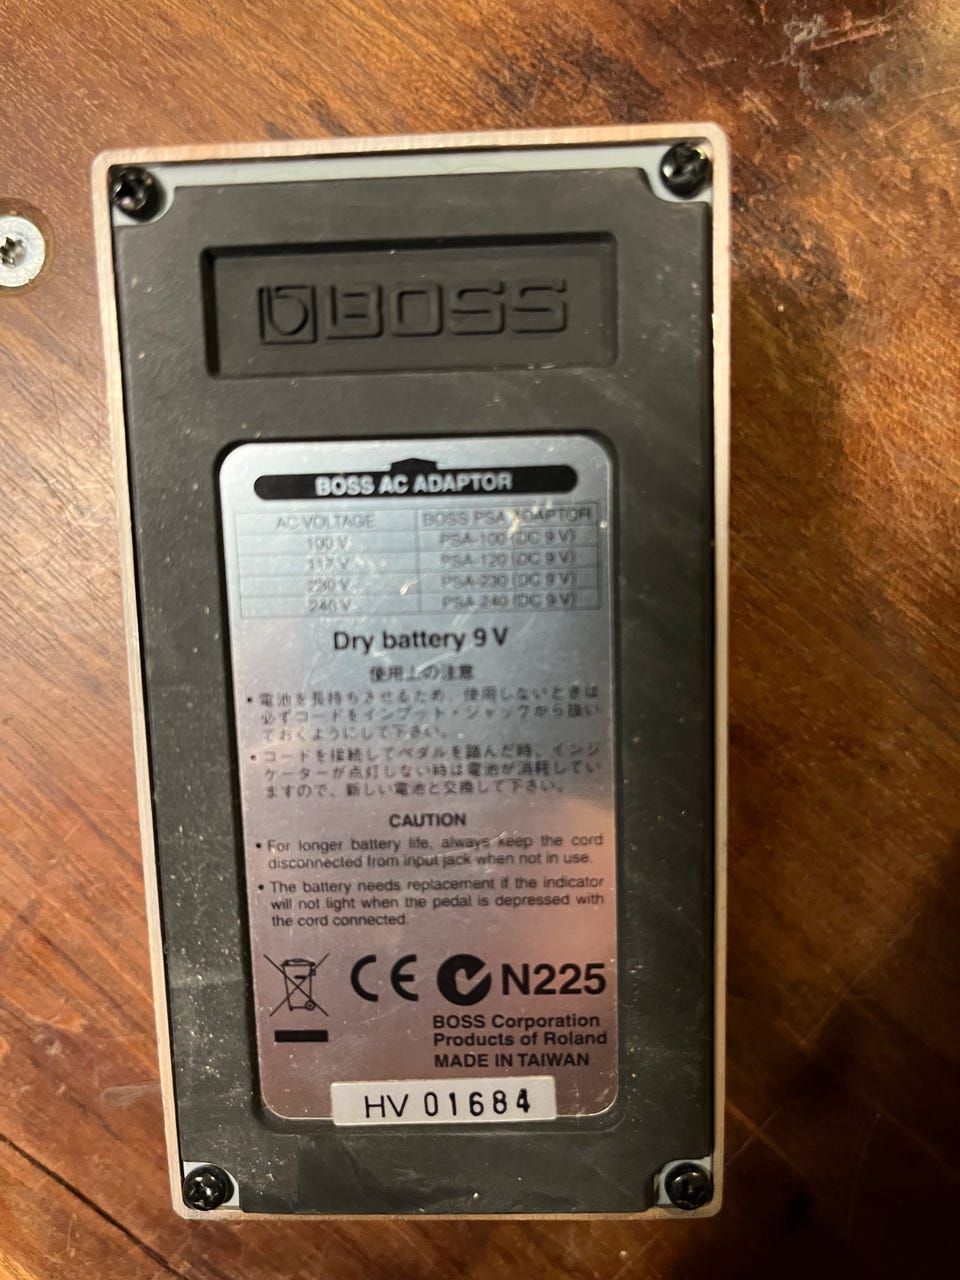 BOSS
BOSS AC ADAPTOR
AC VOLTAGE BOSS PSA ADAPTOR
100 V PSA-100 (DC 9 V)
117 V PSA-120 (DC 9 V)
230 V PSA-230 (DC 9 V)
240 V PSA-240 (DC 9 V)
Dry battery 9 V
使用上の注意
• 電池を長持ちさせるため、使用しないときは
必ずコードをインプット・ジャックから抜い
ておくようにして下さい。
• コードを接続してペダルを踏んだ時、インジ
ケーターが点灯しない時は電池が消耗してい
ますので、新しい電池と交換して下さい。
CAUTION
• For longer battery life, always keep the cord
disconnected from input jack when not in use.
• The battery needs replacement if the indicator
will not light when the pedal is depressed with
the cord connected.
CE N225
BOSS Corporation
Products of Roland
MADE IN TAIWAN
HV 01684